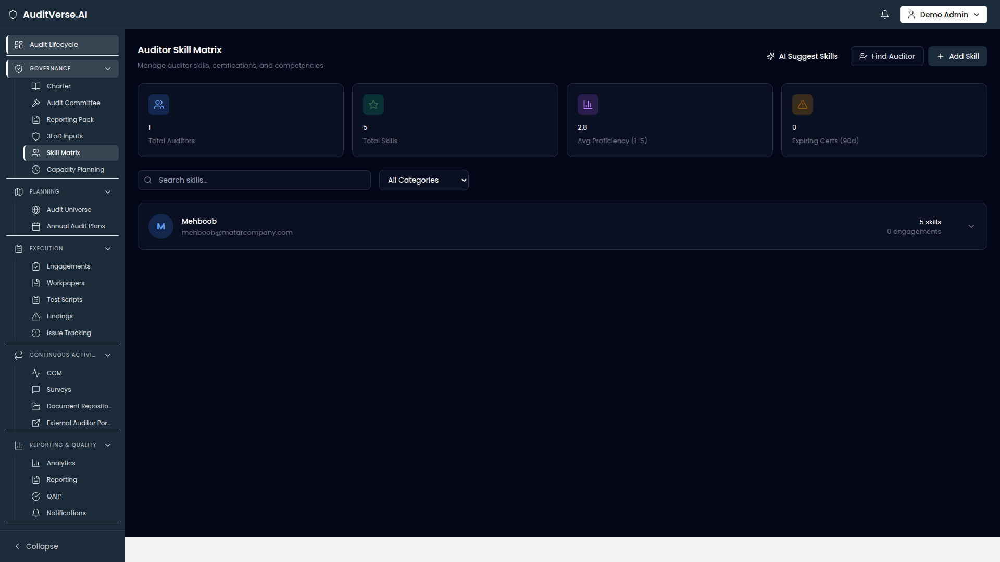 AuditVerse.AI
Demo Admin
Audit Lifecycle
GOVERNANCE
Charter
Audit Committee
Reporting Pack
3LoD Inputs
Skill Matrix
Capacity Planning
PLANNING
Audit Universe
Annual Audit Plans
EXECUTION
Engagements
Workpapers
Test Scripts
Findings
Issue Tracking
CONTINUOUS ACTIVI...
CCM
Surveys
Document Reposito...
External Auditor Por...
REPORTING & QUALITY
Analytics
Reporting
QAIP
Notifications
Collapse
Auditor Skill Matrix
Manage auditor skills, certifications, and competencies
AI Suggest Skills
Find Auditor
Add Skill
1
Total Auditors
5
Total Skills
2.8
Avg Proficiency (1-5)
0
Expiring Certs (90d)
Search skills...
All Categories
M
Mehboob
mehboob@matarcompany.com
5 skills
0 engagements